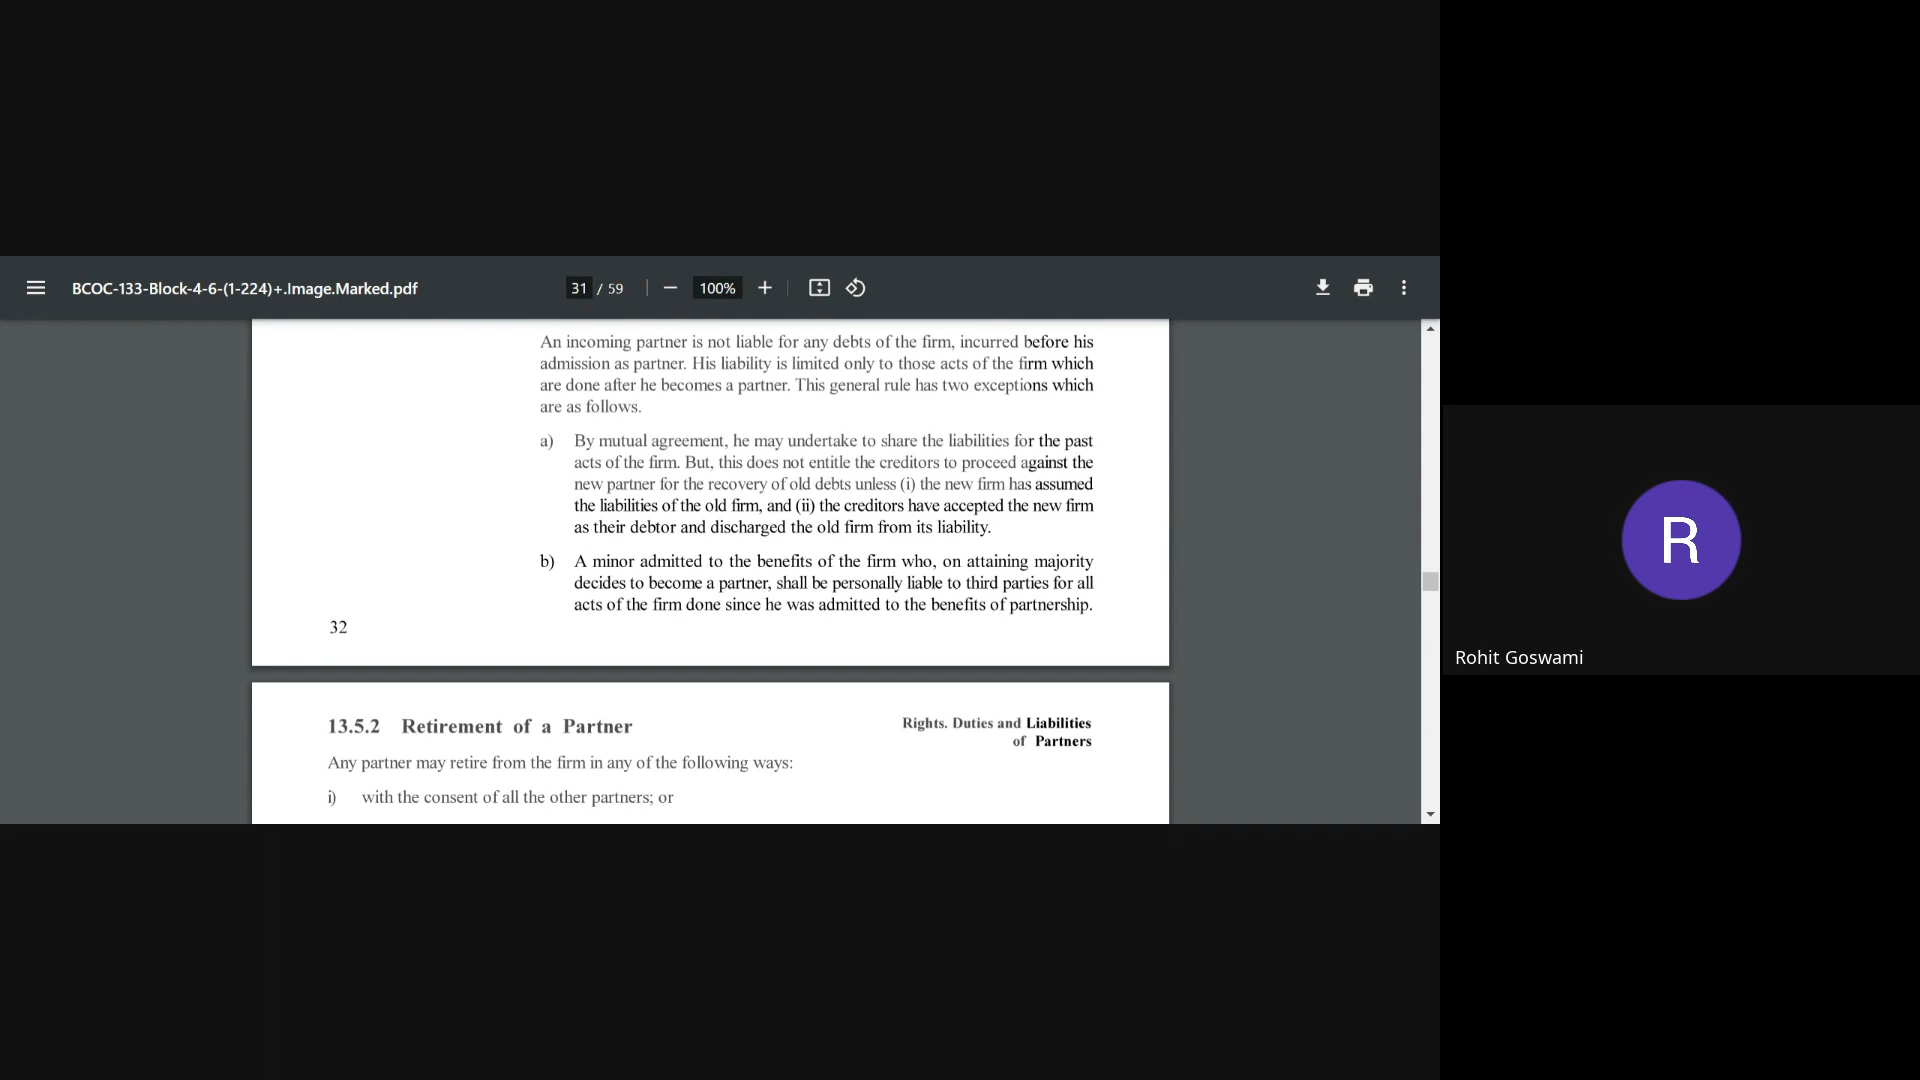 BCOC-133-Block-4-6-(1-224)+.Image.Marked.pdf
31 / 59
100%
An incoming partner is not liable for any debts of the firm, incurred before his
admission as partner. His liability is limited only to those acts of the firm which
are done after he becomes a partner. This general rule has two exceptions which
are as follows.
a) By mutual agreement, he may undertake to share the liabilities for the past
acts of the firm. But, this does not entitle the creditors to proceed against the
new partner for the recovery of old debts unless (i) the new firm has assumed
the liabilities of the old firm, and (ii) the creditors have accepted the new firm
as their debtor and discharged the old firm from its liability.
b) A minor admitted to the benefits of the firm who, on attaining majority
decides to become a partner, shall be personally liable to third parties for all
acts of the firm done since he was admitted to the benefits of partnership.
32
13.5.2 Retirement of a Partner
Rights. Duties and Liabilities
of Partners
Any partner may retire from the firm in any of the following ways:
i) with the consent of all the other partners; or
R
Rohit Goswami